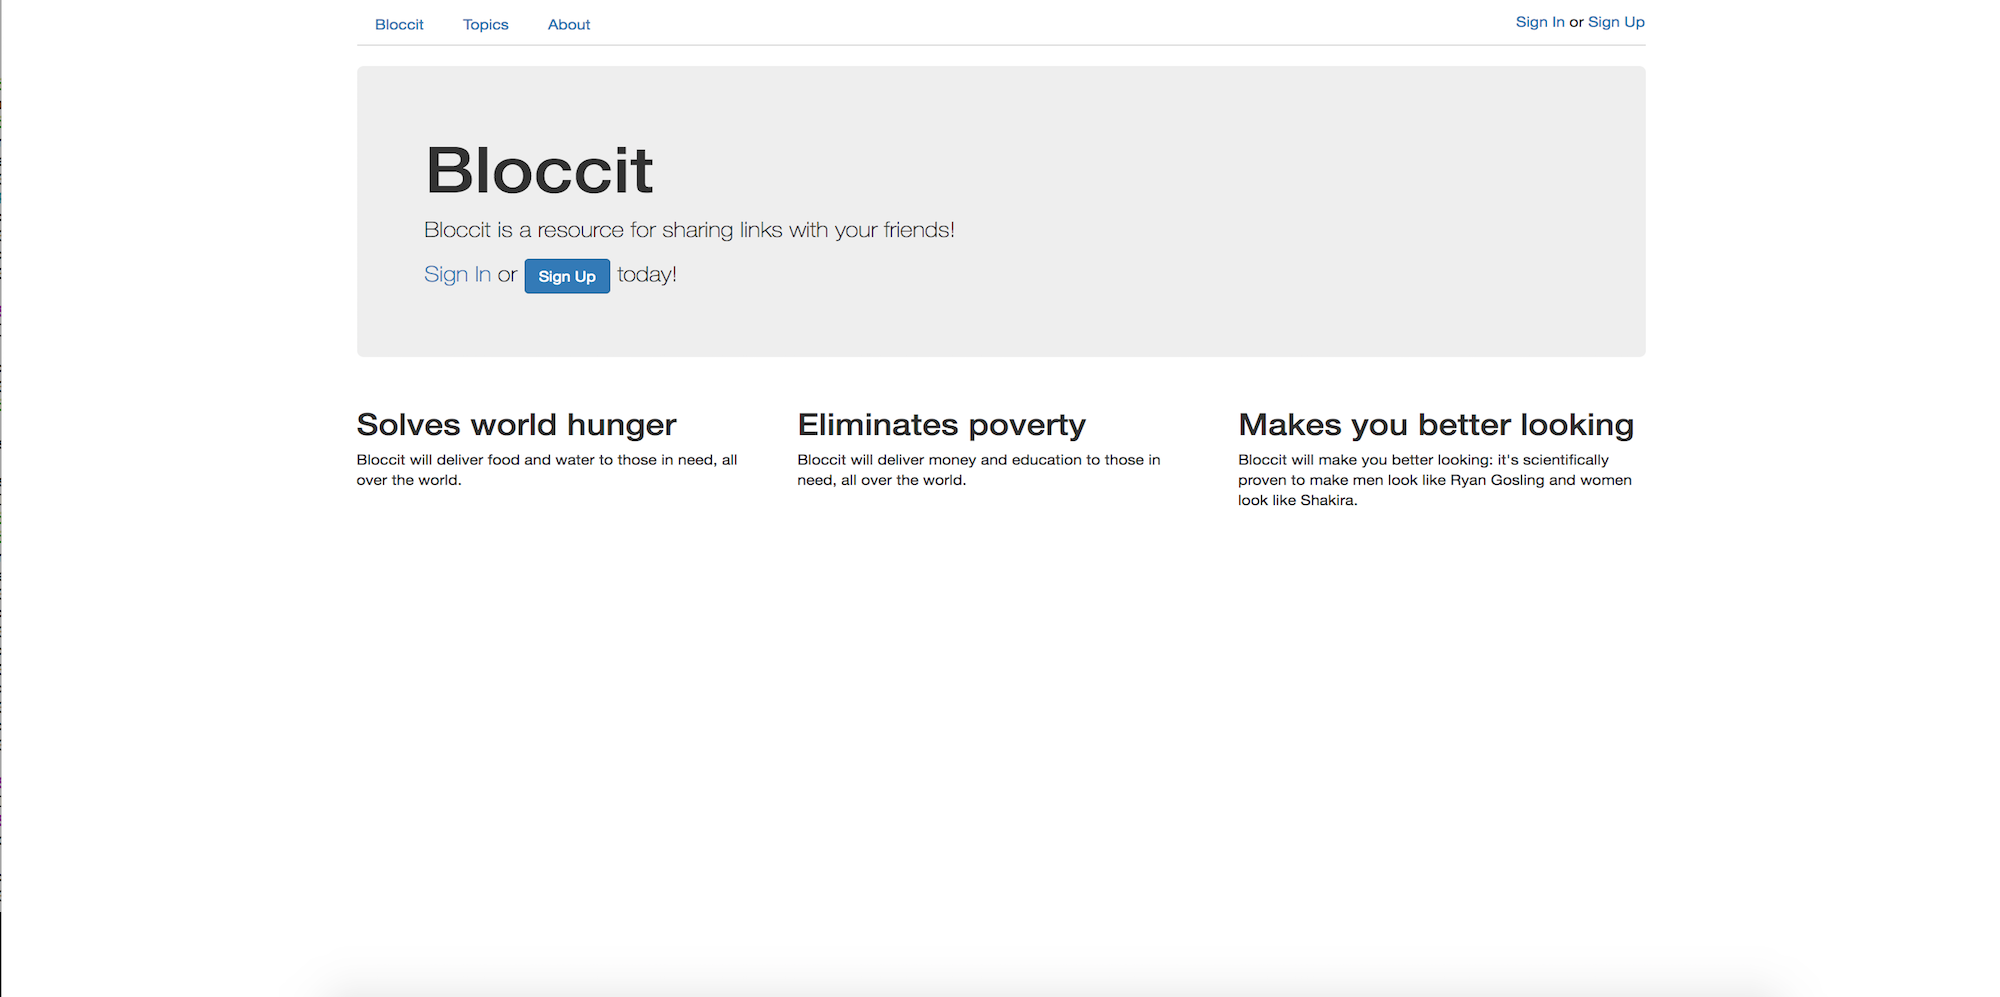 Bloccit Topics About Sign In or Sign Up
Bloccit
Bloccit is a resource for sharing links with your friends!
Sign In or Sign Up today!
Solves world hunger
Bloccit will deliver food and water to those in need, all
over the world.
Eliminates poverty
Bloccit will deliver money and education to those in
need, all over the world.
Makes you better looking
Bloccit will make you better looking: it's scientifically
proven to make men look like Ryan Gosling and women
look like Shakira.